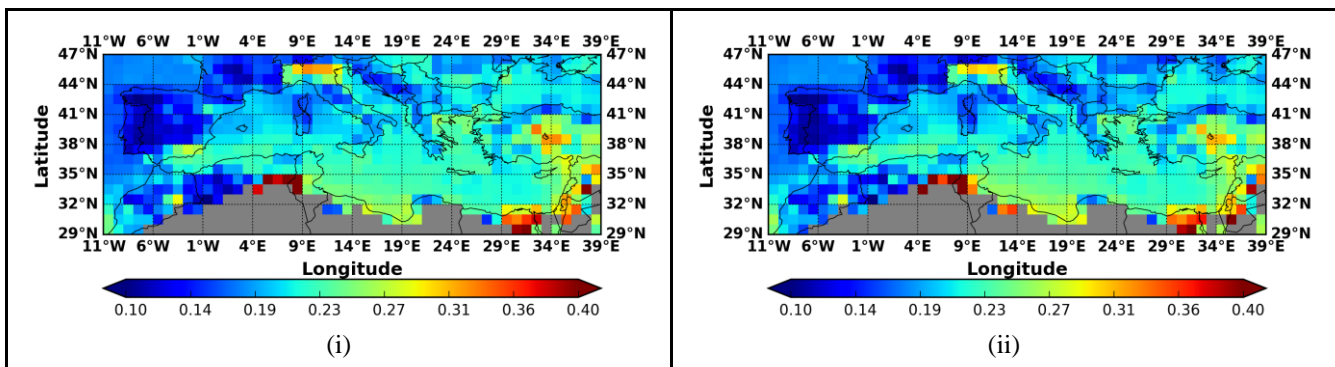 11°W 6°W 1°W 4°E 9°E 14°E 19°E 24°E 29°E 34°E 39°E
47°N 47°N
44°N 44°N
41°N 41°N
38°N 38°N
35°N 35°N
32°N 32°N
29°N 29°N
Latitude
11°W 6°W 1°W 4°E 9°E 14°E 19°E 24°E 29°E 34°E 39°E
Longitude
0.10 0.14 0.19 0.23 0.27 0.31 0.36 0.40
(i)
11°W 6°W 1°W 4°E 9°E 14°E 19°E 24°E 29°E 34°E 39°E
47°N 47°N
44°N 44°N
41°N 41°N
38°N 38°N
35°N 35°N
32°N 32°N
29°N 29°N
Latitude
11°W 6°W 1°W 4°E 9°E 14°E 19°E 24°E 29°E 34°E 39°E
Longitude
0.10 0.14 0.19 0.23 0.27 0.31 0.36 0.40
(ii)